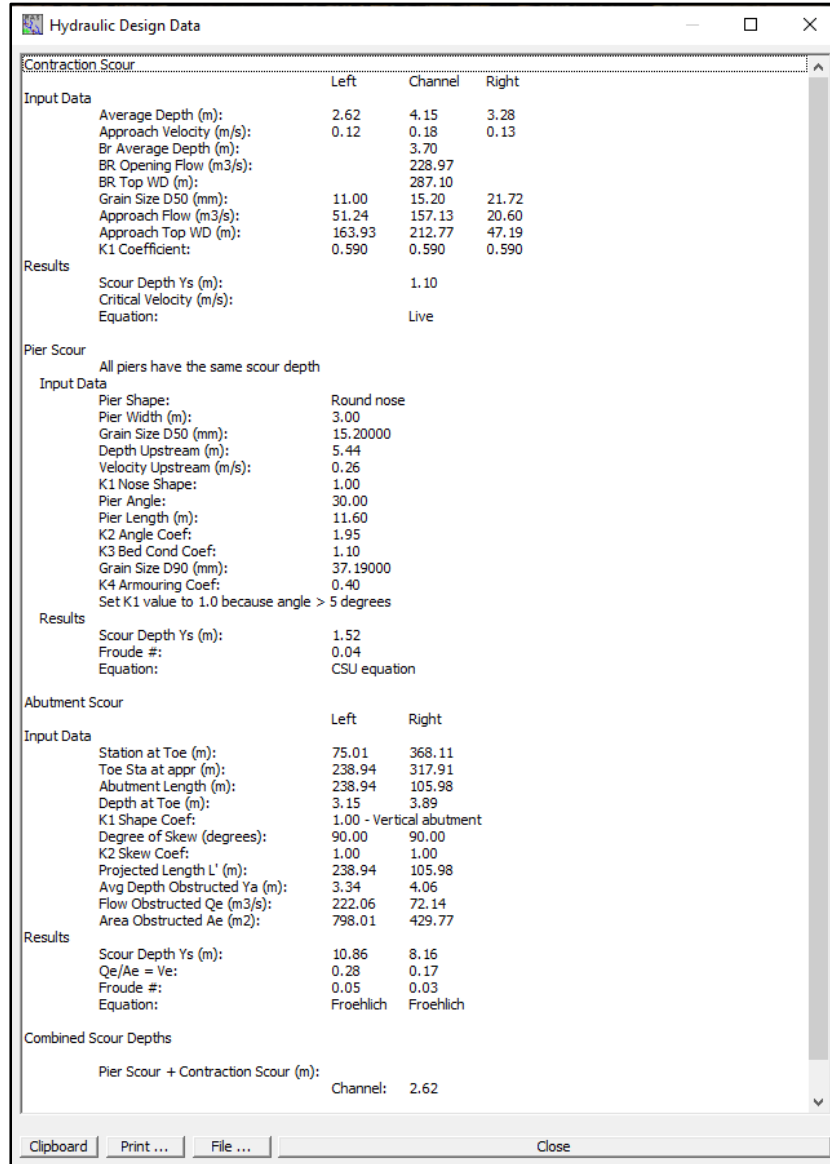 Hydraulic Design Data
Contraction Scour
Left Channel Right
Input Data
Average Depth (m): 2.62 4.15 3.28
Approach Velocity (m/s): 0.12 0.18 0.13
Br Average Depth (m): 3.70
BR Opening Flow (m3/s): 228.97
BR Top WD (m): 287.10
Grain Size D50 (mm): 11.00 15.20 21.72
Approach Flow (m3/s): 51.24 157.13 20.60
Approach Top WD (m): 163.93 212.77 47.19
K1 Coefficient: 0.590 0.590 0.590
Results
Scour Depth Ys (m): 1.10
Critical Velocity (m/s):
Equation: Live
Pier Scour
All piers have the same scour depth
Input Data
Pier Shape: Round nose
Pier Width (m): 3.00
Grain Size D50 (mm): 15.20000
Depth Upstream (m): 5.44
Velocity Upstream (m/s): 0.26
K1 Nose Shape: 1.00
Pier Angle: 30.00
Pier Length (m): 11.60
K2 Angle Coef: 1.95
K3 Bed Cond Coef: 1.10
Grain Size D90 (mm): 37.19000
K4 Armouring Coef: 0.40
Set K1 value to 1.0 because angle > 5 degrees
Results
Scour Depth Ys (m): 1.52
Froude #: 0.04
Equation: CSU equation
Abutment Scour
Left Right
Input Data
Station at Toe (m): 75.01 368.11
Toe Sta at appr (m): 238.94 317.91
Abutment Length (m): 238.94 105.98
Depth at Toe (m): 3.15 3.89
K1 Shape Coef: 1.00 - Vertical abutment
Degree of Skew (degrees): 90.00 90.00
K2 Skew Coef: 1.00 1.00
Projected Length L' (m): 238.94 105.98
Avg Depth Obstructed Ya (m): 3.34 4.06
Flow Obstructed Qe (m3/s): 222.06 72.14
Area Obstructed Ae (m2): 798.01 429.77
Results
Scour Depth Ys (m): 10.86 8.16
Qe/Ae = Ve: 0.28 0.17
Froude #: 0.05 0.03
Equation: Froehlich Froehlich
Combined Scour Depths
Pier Scour + Contraction Scour (m):
Channel: 2.62
Clipboard Print ... File ... Close